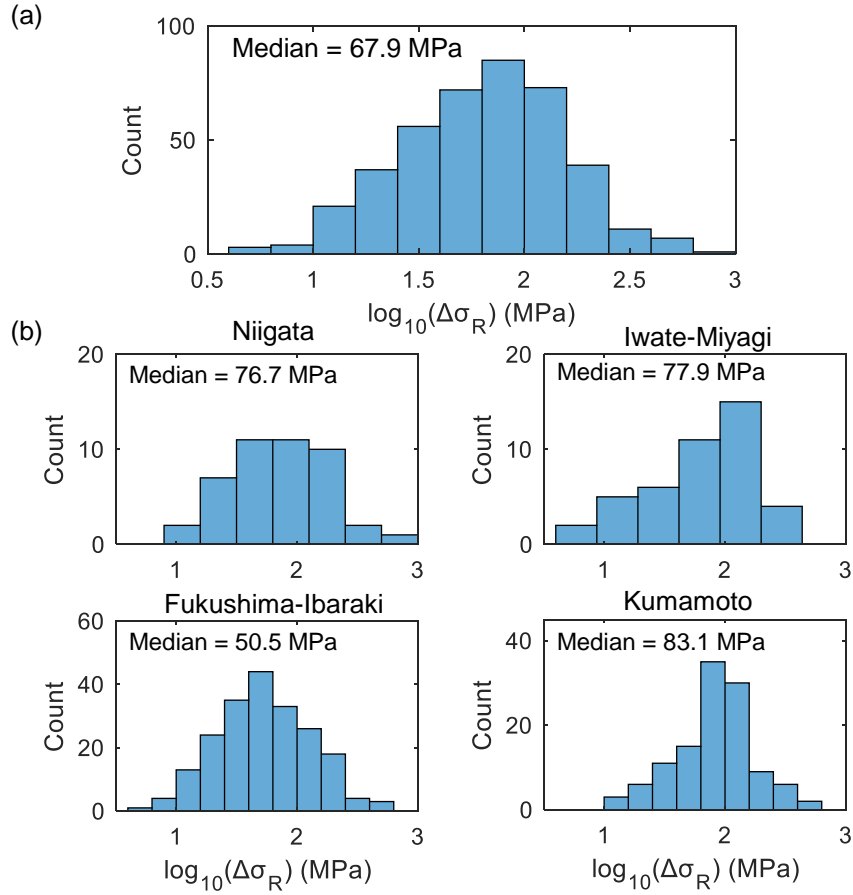 (a)
Median = 67.9 MPa
100
50
0
Count
0.5 1 1.5 2 2.5 3
log10(ΔσR) (MPa)
(b)
Niigata
Median = 76.7 MPa
20
10
0
Count
1 2 3
Iwate-Miyagi
Median = 77.9 MPa
20
10
0
Count
1 2 3
Fukushima-Ibaraki
Median = 50.5 MPa
60
40
20
0
Count
1 2 3
log10(ΔσR) (MPa)
Kumamoto
Median = 83.1 MPa
40
20
0
Count
1 2 3
log10(ΔσR) (MPa)